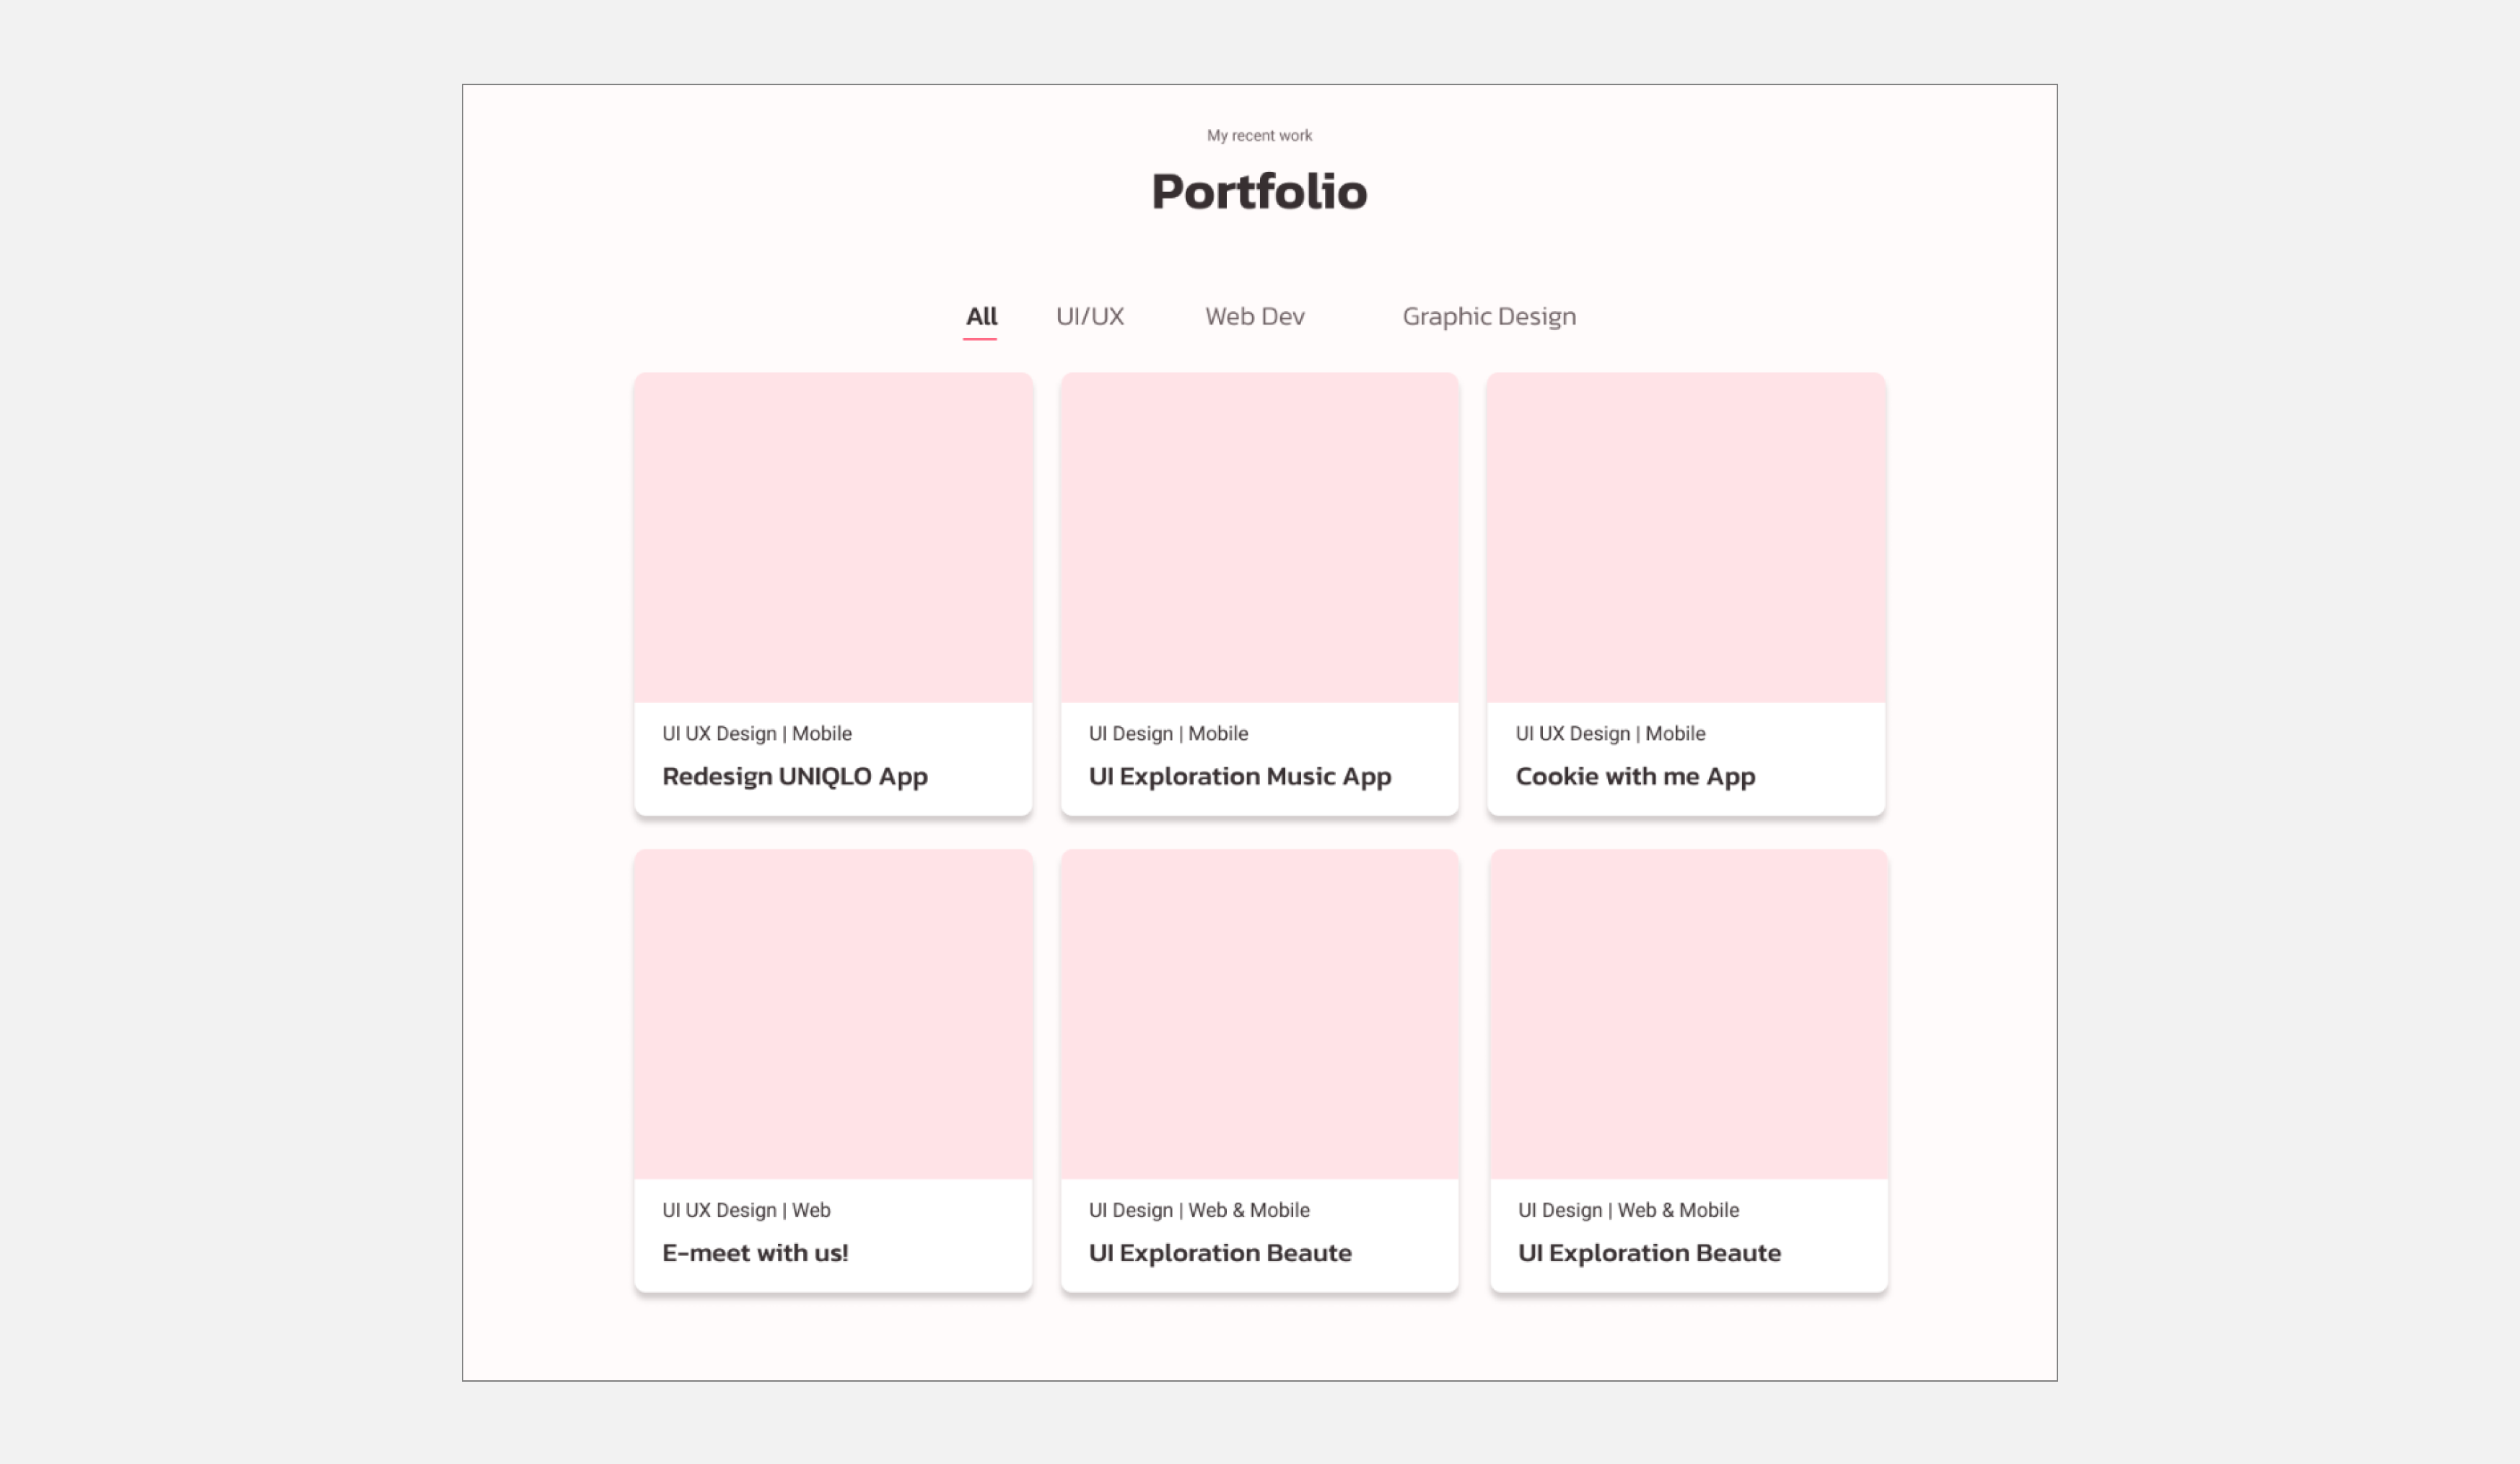 My recent work
Portfolio
All UI/UX Web Dev Graphic Design
UI UX Design | Mobile
Redesign UNIQLO App
UI Design | Mobile
UI Exploration Music App
UI UX Design | Mobile
Cookie with me App
UI UX Design | Web
E-meet with us!
UI Design | Web & Mobile
UI Exploration Beaute
UI Design | Web & Mobile
UI Exploration Beaute